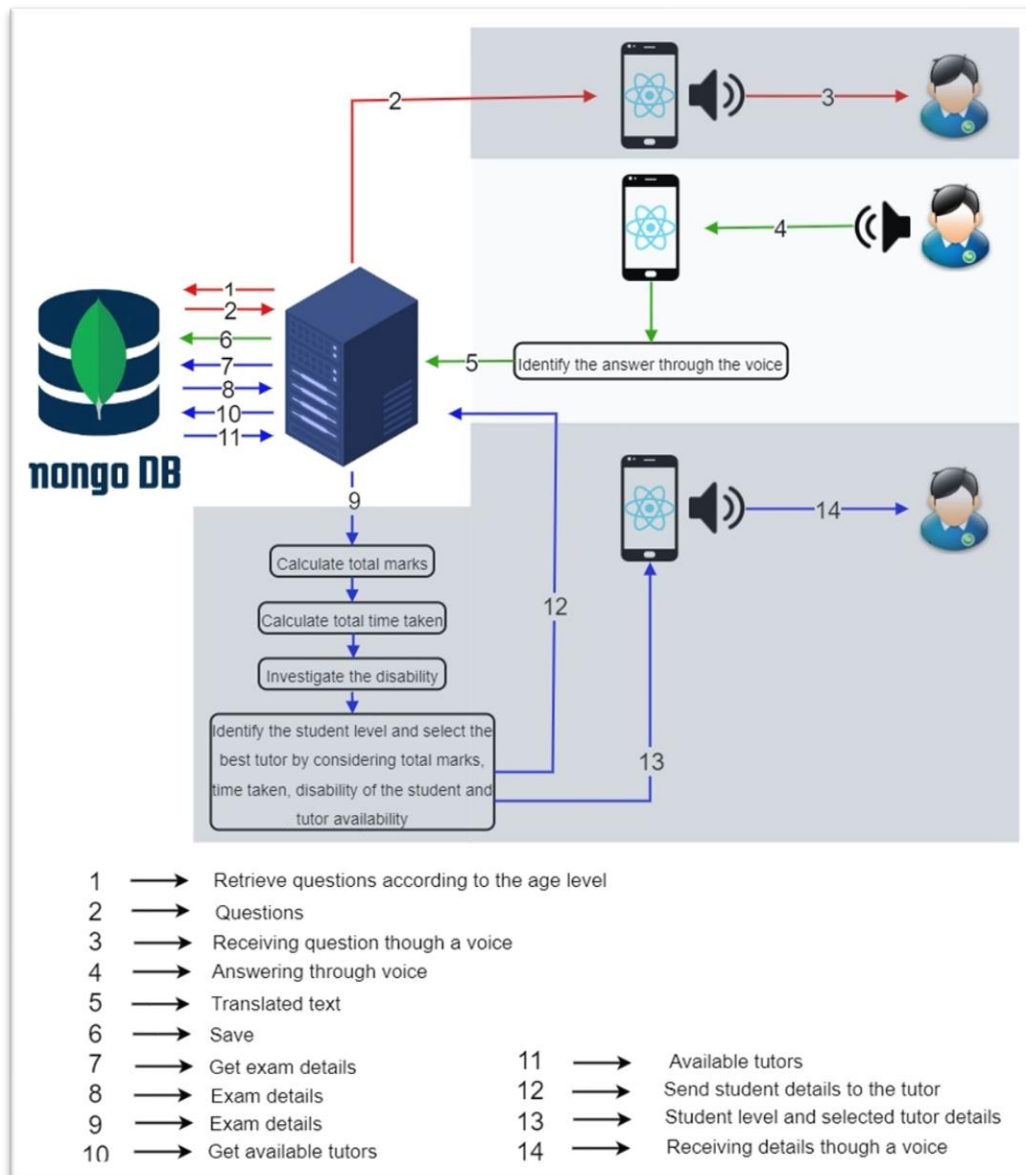 2
3
4
1
2
6
7
8
10
11
nongo DB
5
Identify the answer through the voice
9
Calculate total marks
Calculate total time taken
Investigate the disability
Identify the student level and select the
best tutor by considering total marks,
time taken, disability of the student and
tutor availability
12
13
14
1 Retrieve questions according to the age level
2 Questions
3 Receiving question though a voice
4 Answering through voice
5 Translated text
6 Save
7 Get exam details
8 Exam details
9 Exam details
10 Get available tutors
11 Available tutors
12 Send student details to the tutor
13 Student level and selected tutor details
14 Receiving details though a voice